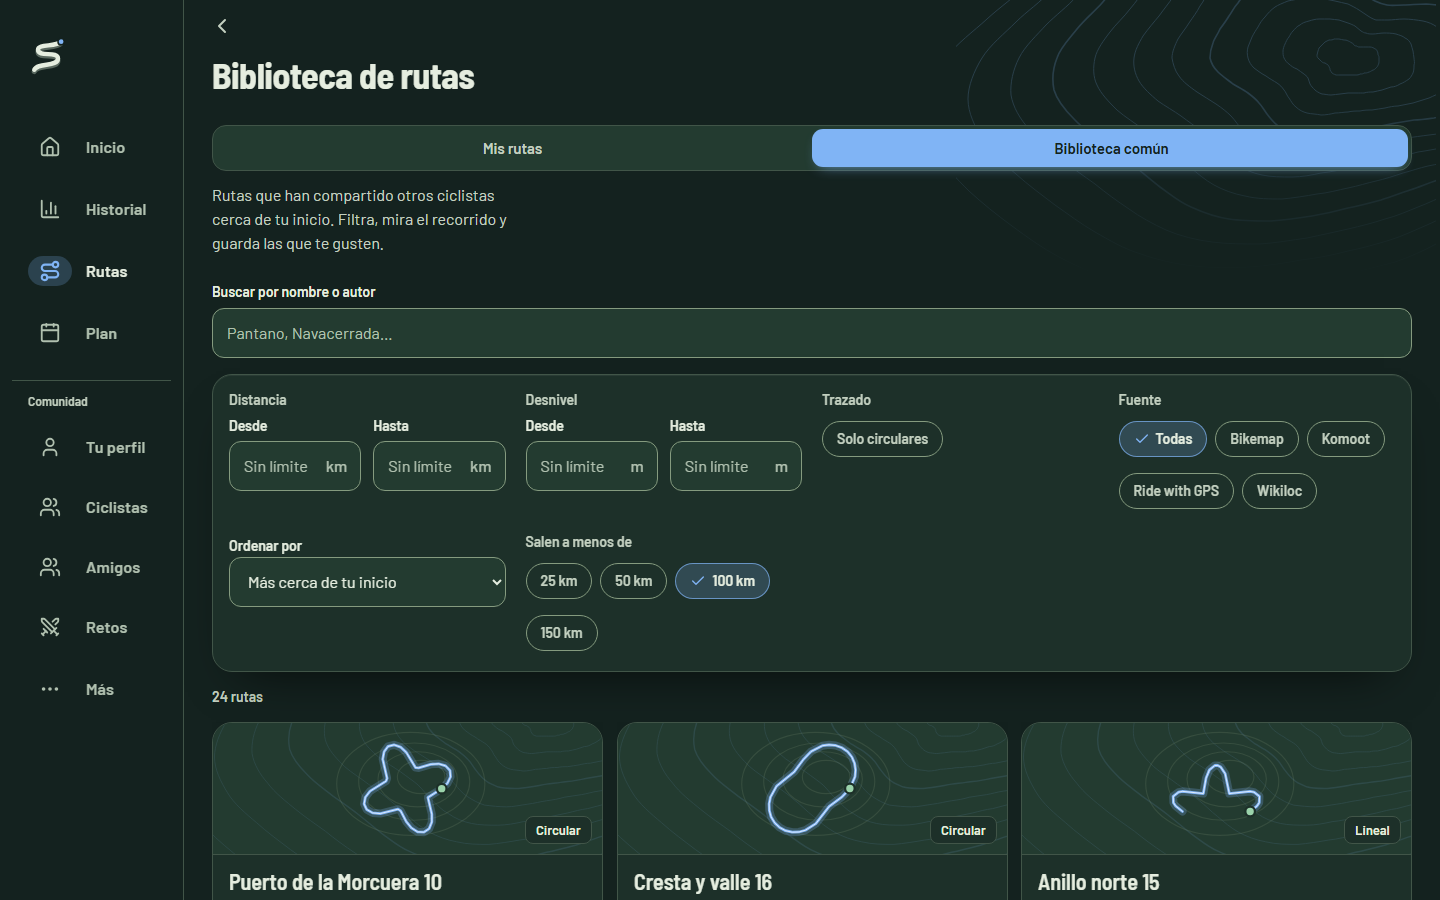 Biblioteca de rutas
Inicio
Historial
Rutas
Plan
Comunidad
Tu perfil
Ciclistas
Amigos
Retos
Más
Mis rutas
Biblioteca común
Rutas que han compartido otros ciclistas
cerca de tu inicio. Filtra, mira el recorrido y
guarda las que te gusten.
Buscar por nombre o autor
Pantano, Navacerrada...
Distancia
Desde
Hasta
Sin límite km
Sin límite km
Desnivel
Desde
Hasta
Sin límite m
Sin límite m
Trazado
Solo circulares
Fuente
Todas
Bikemap
Komoot
Ride with GPS
Wikiloc
Ordenar por
Más cerca de tu inicio
Salen a menos de
25 km
50 km
100 km
150 km
24 rutas
Circular
Puerto de la Morcuera 10
Circular
Cresta y valle 16
Lineal
Anillo norte 15